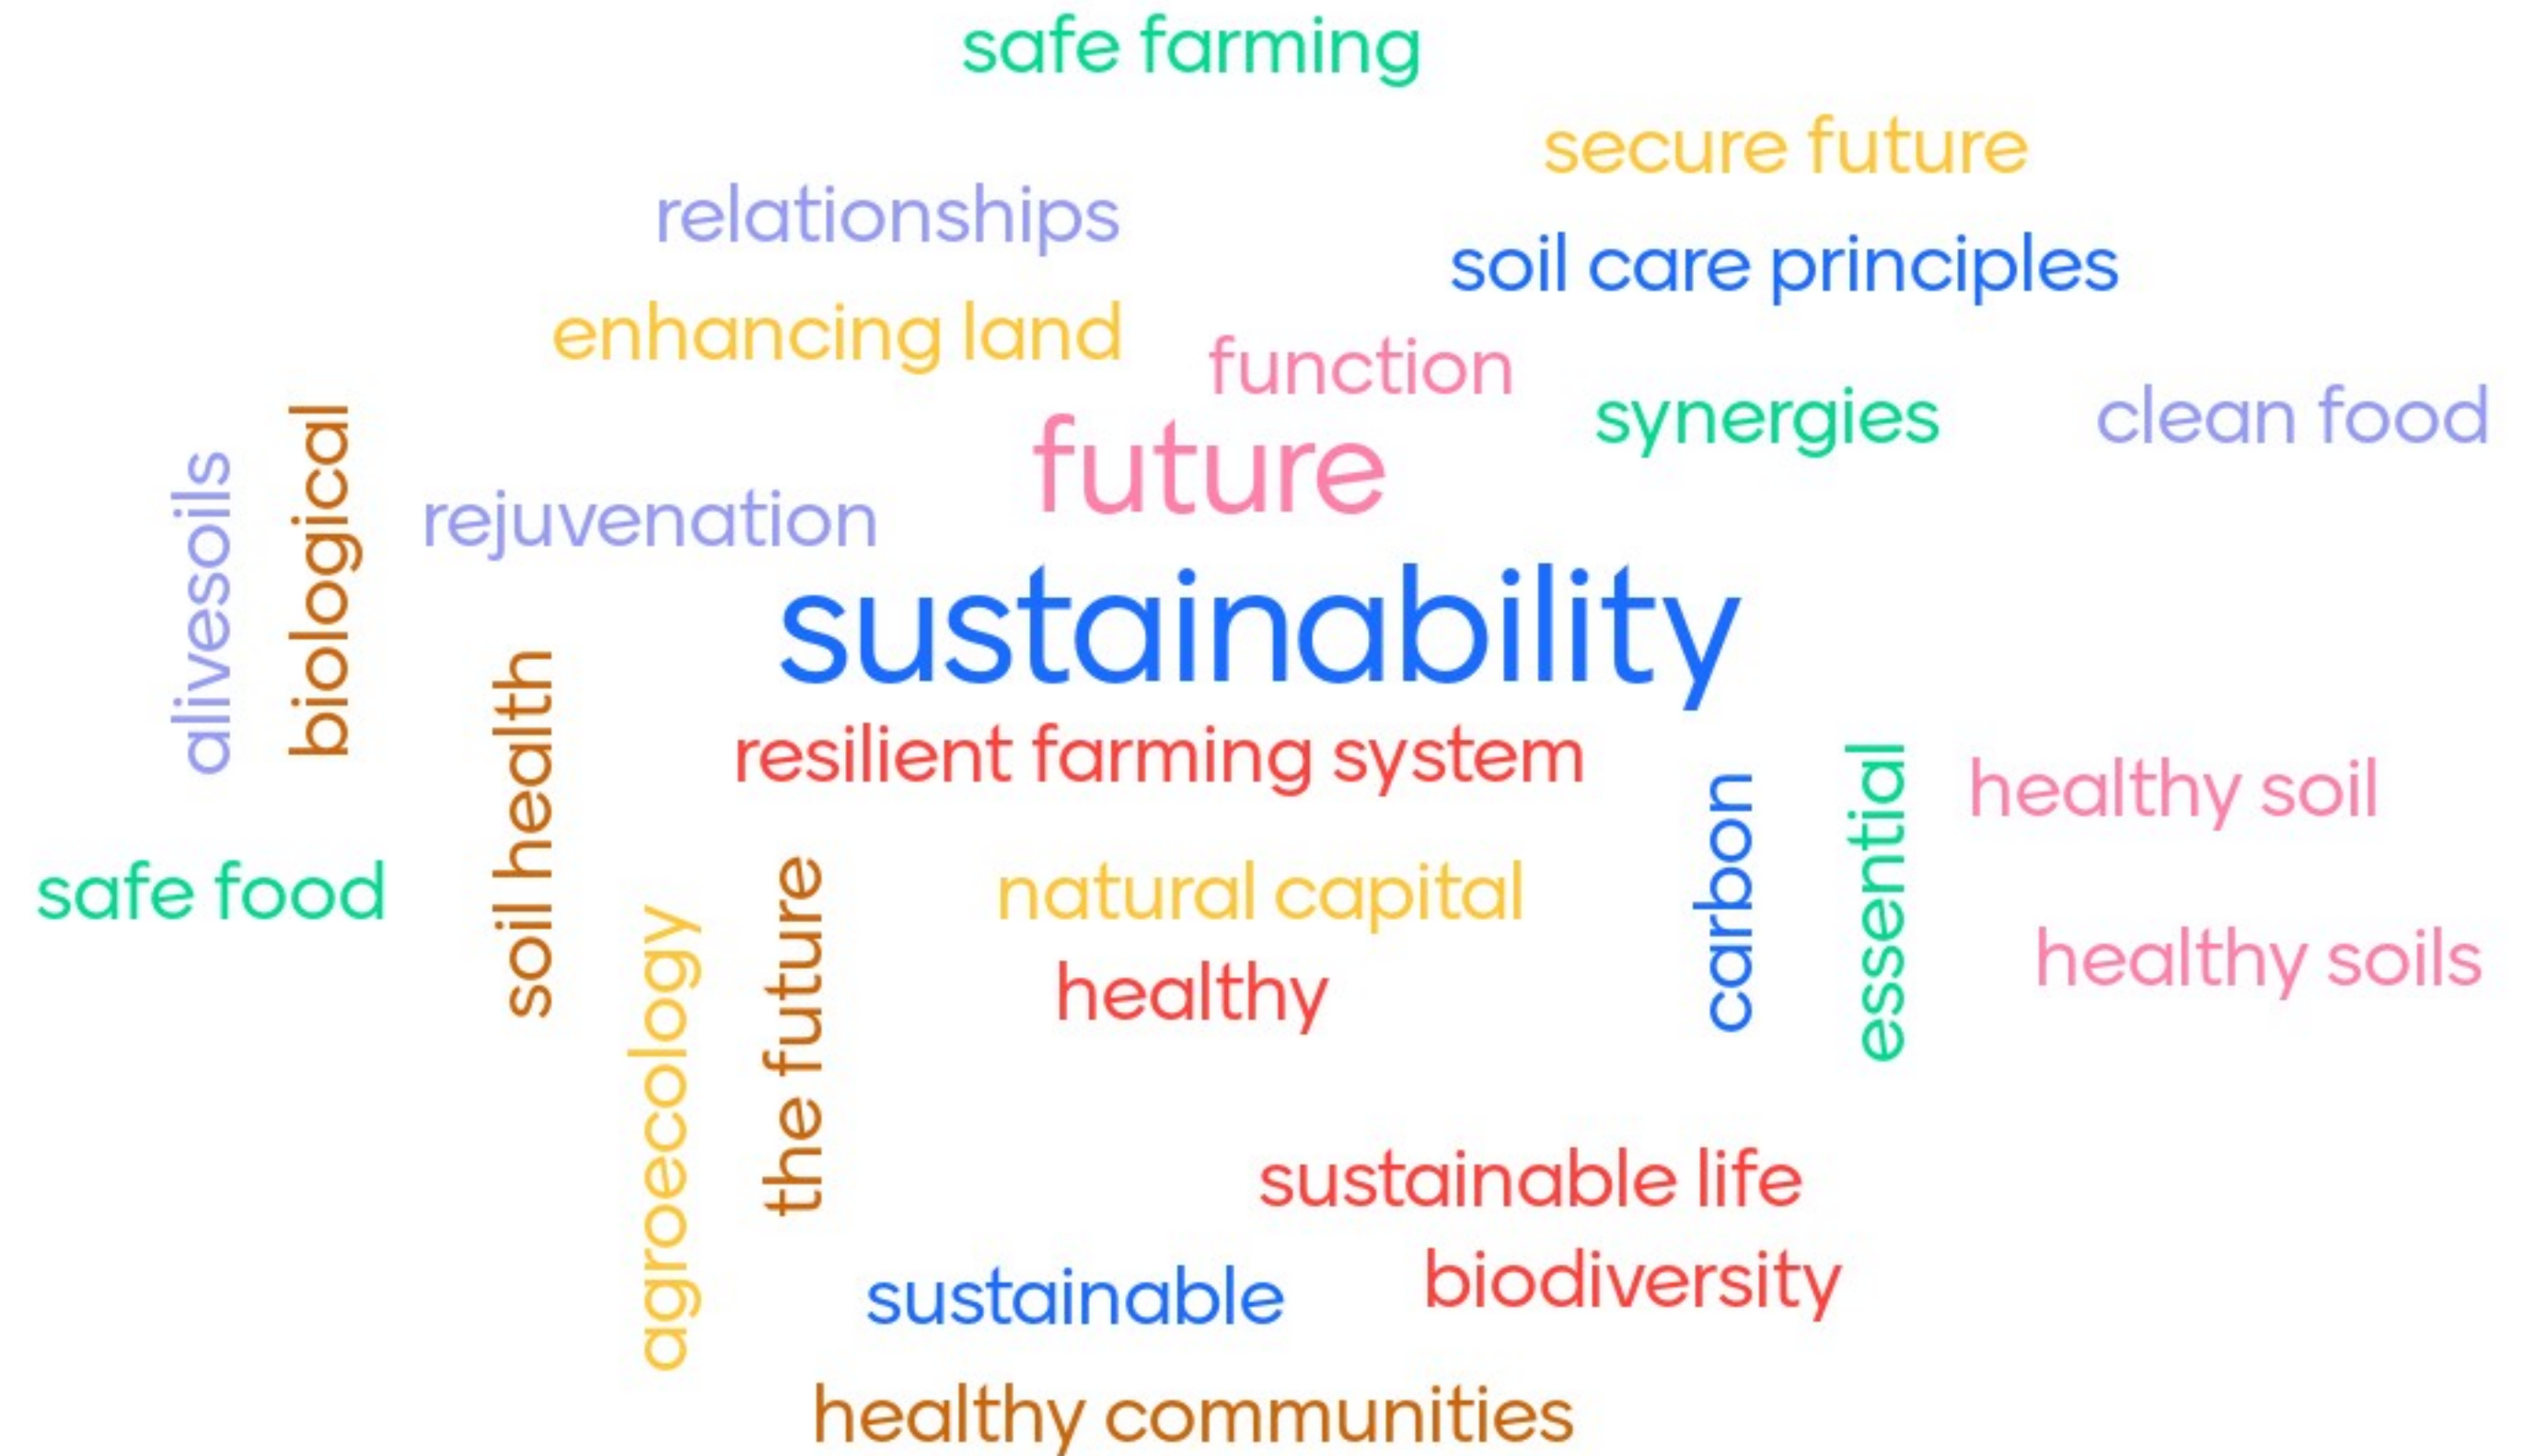 safe farming
secure future
relationships
soil care principles
enhancing land
function
synergies
clean food
future
alivesoils
biological
rejuvenation
sustainability
soil health
resilient farming system
carbon
essential
healthy soil
safe food
agroecology
the future
natural capital
healthy
healthy soils
sustainable life
sustainable
biodiversity
healthy communities